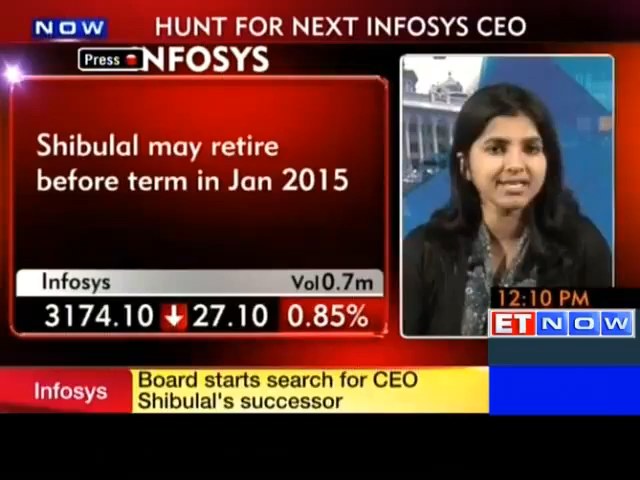 NOW HUNT FOR NEXT INFOSYS CEO
Press NFOSYS
Shibulal may retire
before term in Jan 2015
Infosys Vol 0.7m
3174.10 27.10 0.85%
12:10 PM
ET NOW
Infosys
Board starts search for CEO
Shibulal's successor